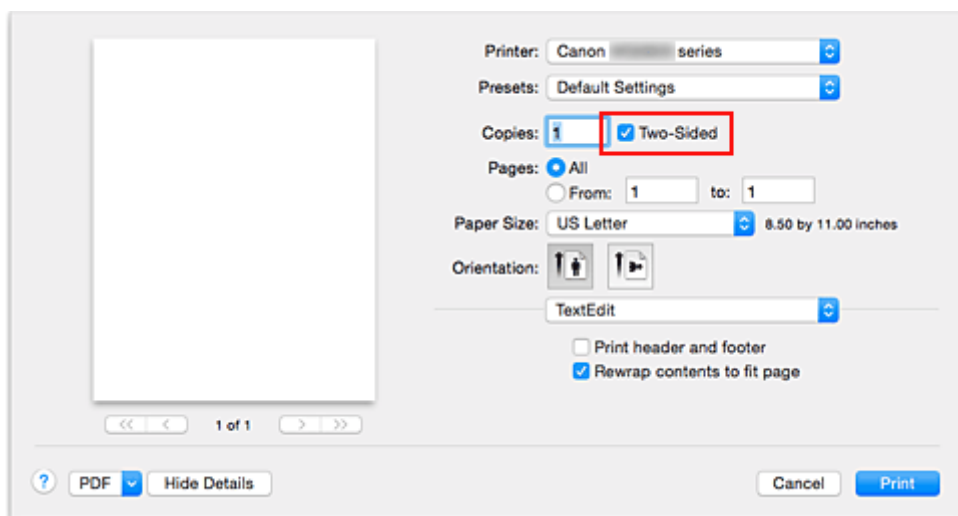 Printer: Canon series
Presets: Default Settings
Copies: 1 Two-Sided
Pages: All
From: 1 to: 1
Paper Size: US Letter 8.50 by 11.00 inches
Orientation:
TextEdit
Print header and footer
Rewrap contents to fit page
<< < 1 of 1 > >>
? PDF Hide Details Cancel Print